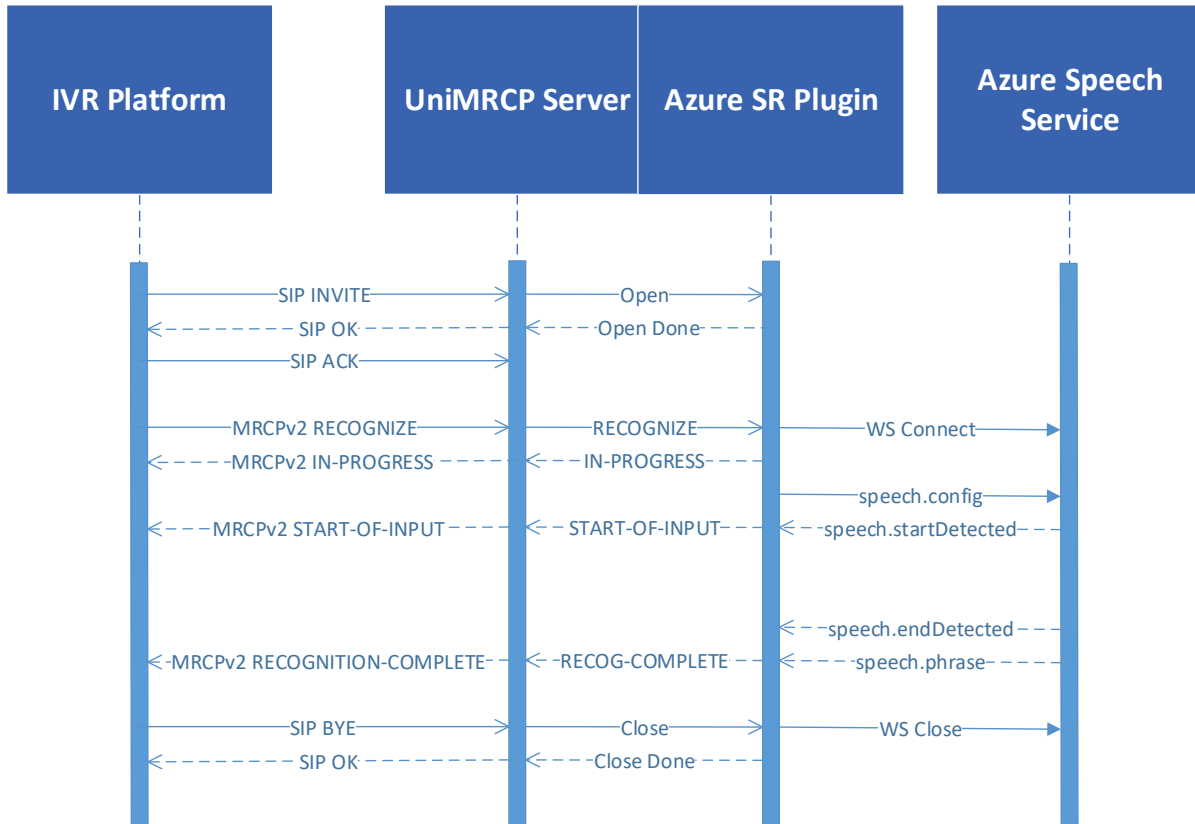 IVR Platform
UniMRCP Server
Azure SR Plugin
Azure Speech
Service
SIP INVITE
Open
SIP OK
Open Done
SIP ACK
MRCPv2 RECOGNIZE
RECOGNIZE
WS Connect
MRCPv2 IN-PROGRESS
IN-PROGRESS
speech.config
MRCPv2 START-OF-INPUT
START-OF-INPUT
speech.startDetected
speech.endDetected
MRCPv2 RECOGNITION-COMPLETE
RECOG-COMPLETE
speech.phrase
SIP BYE
Close
WS Close
SIP OK
Close Done